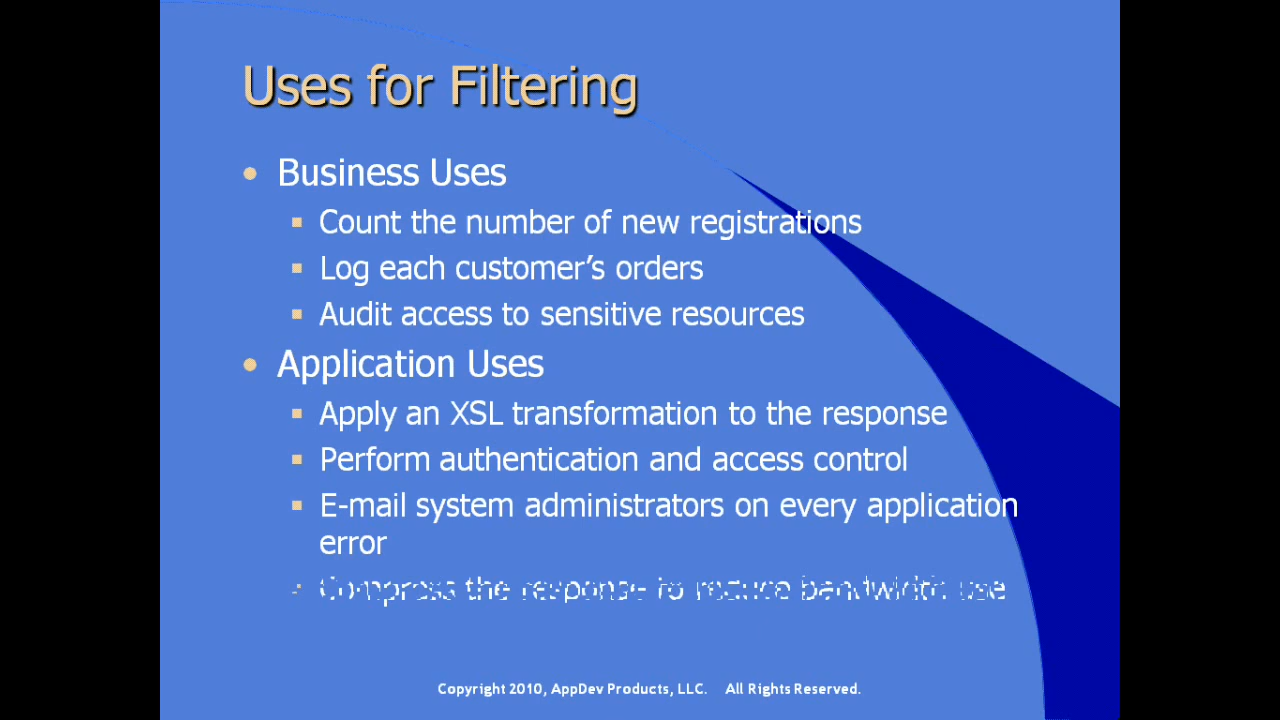 Uses for Filtering
Business Uses
Count the number of new registrations
Log each customer’s orders
Audit access to sensitive resources
Application Uses
Apply an XSL transformation to the response
Perform authentication and access control
E-mail system administrators on every application
error
Compress the response to reduce bandwidth use
Copyright 2010, AppDev Products, LLC. All Rights Reserved.